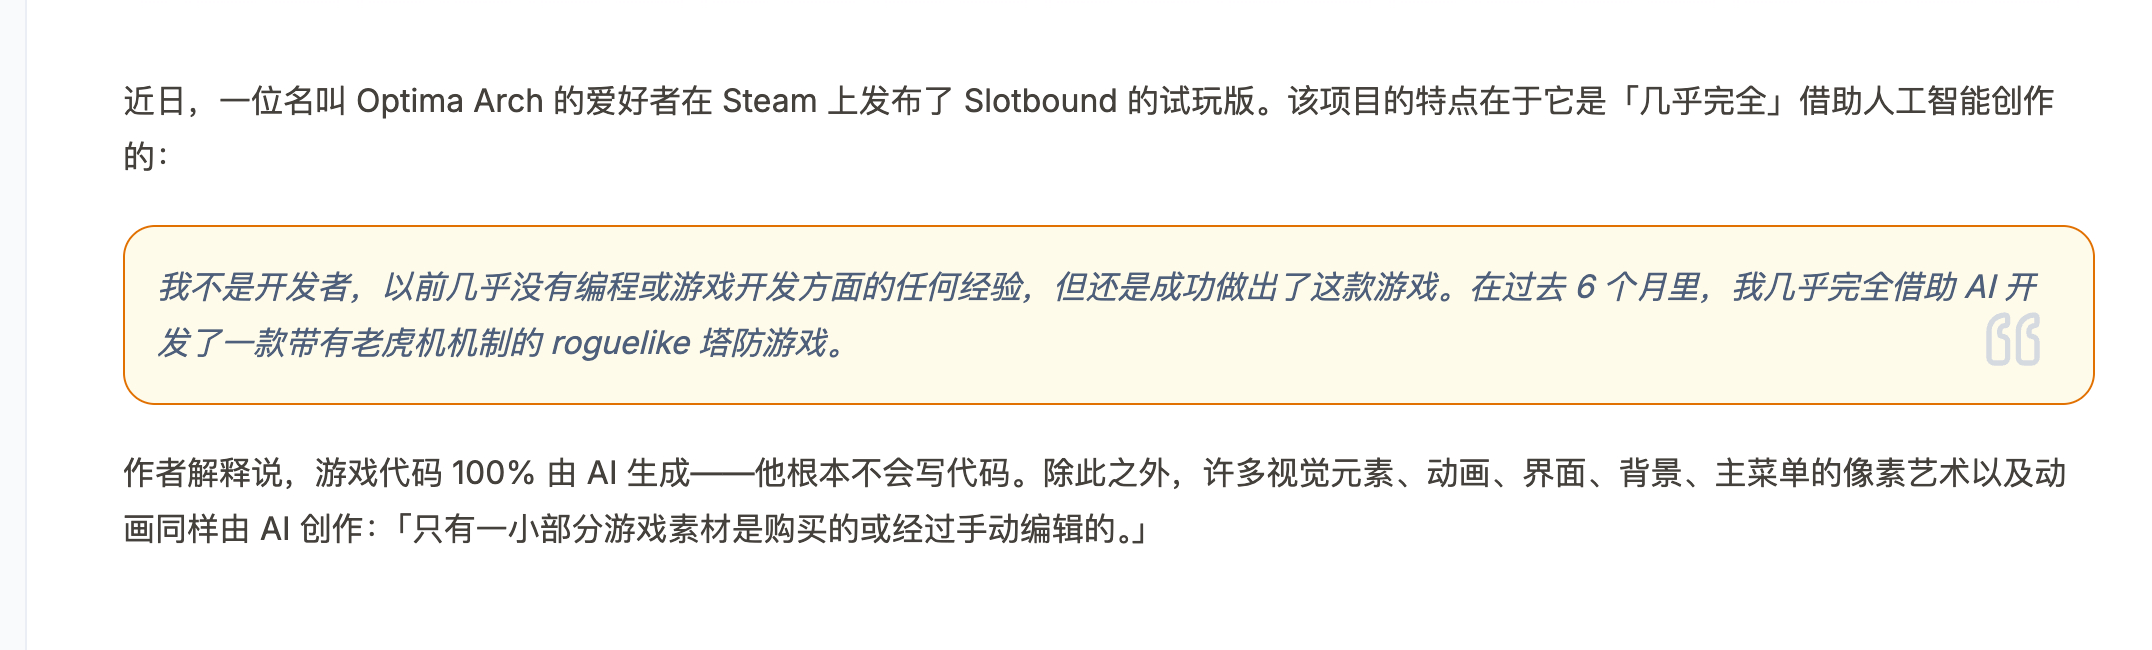 近日，一位名叫 Optima Arch 的爱好者在 Steam 上发布了 Slotbound 的试玩版。该项目的特点在于它是「几乎完全」借助人工智能创作
的：
我不是开发者，以前几乎没有编程或游戏开发方面的任何经验，但还是成功做出了这款游戏。在过去 6 个月里，我几乎完全借助 AI 开
发了一款带有老虎机机制的 roguelike 塔防游戏。
作者解释说，游戏代码 100% 由 AI 生成——他根本不会写代码。除此之外，许多视觉元素、动画、界面、背景、主菜单的像素艺术以及动
画同样由 AI 创作：「只有一小部分游戏素材是购买的或经过手动编辑的。」